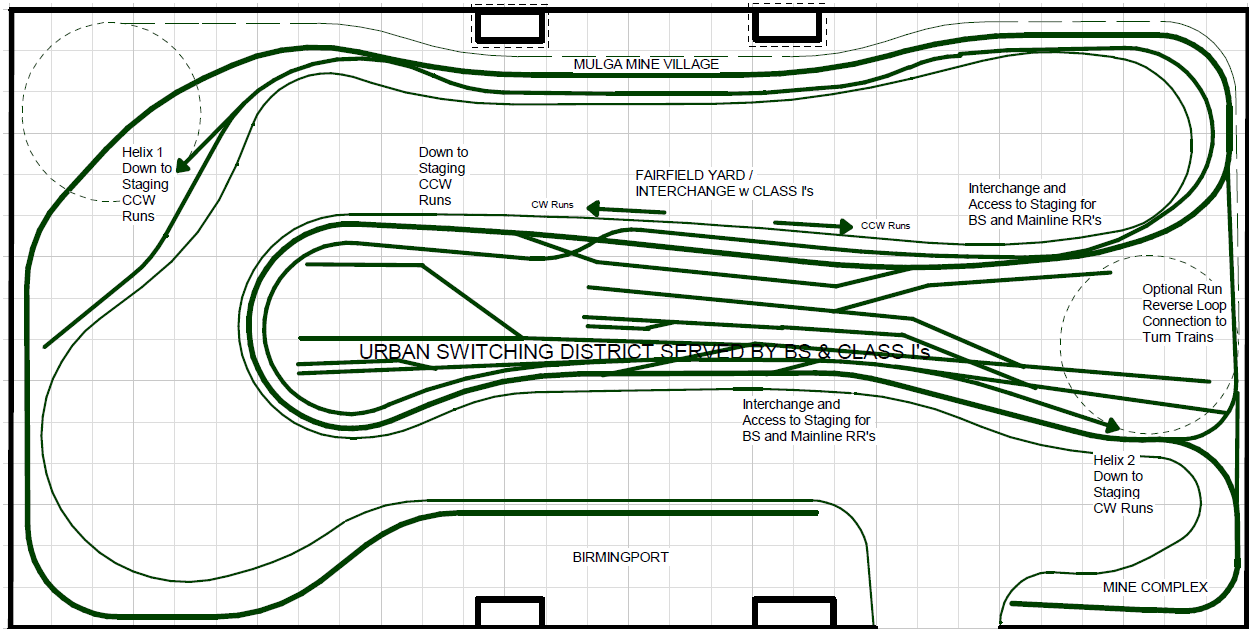 MULGA MINE VILLAGE
Helix 1
Down to
Staging
CCW
Runs
Down to
Staging
CCW
Runs
FAIRFIELD YARD /
INTERCHANGE w CLASS I's
CW Runs
CCW Runs
Interchange and
Access to Staging for
BS and Mainline RR's
Optional Run
Reverse Loop
Connection to
Turn Trains
URBAN SWITCHING DISTRICT SERVED BY BS & CLASS I's
Interchange and
Access to Staging for
BS and Mainline RR's
Helix 2
Down to
Staging
CW Runs
BIRMINGPORT
MINE COMPLEX